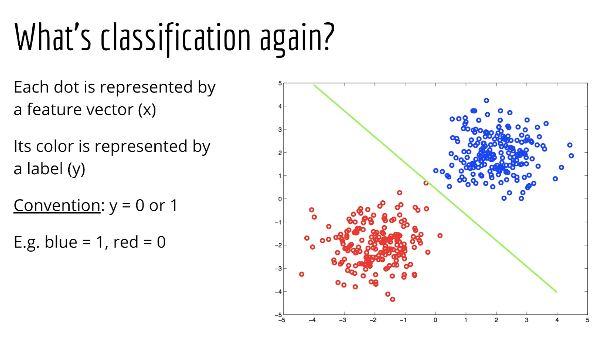 What's classification again?
Each dot is represented by
a feature vector (x)
Its color is represented by
a label (y)
Convention: y = 0 or 1
E.g. blue = 1, red = 0
5
4
3
2
1
0
-1
-2
-3
-4
-5
-5 -4 -3 -2 -1 0 1 2 3 4 5